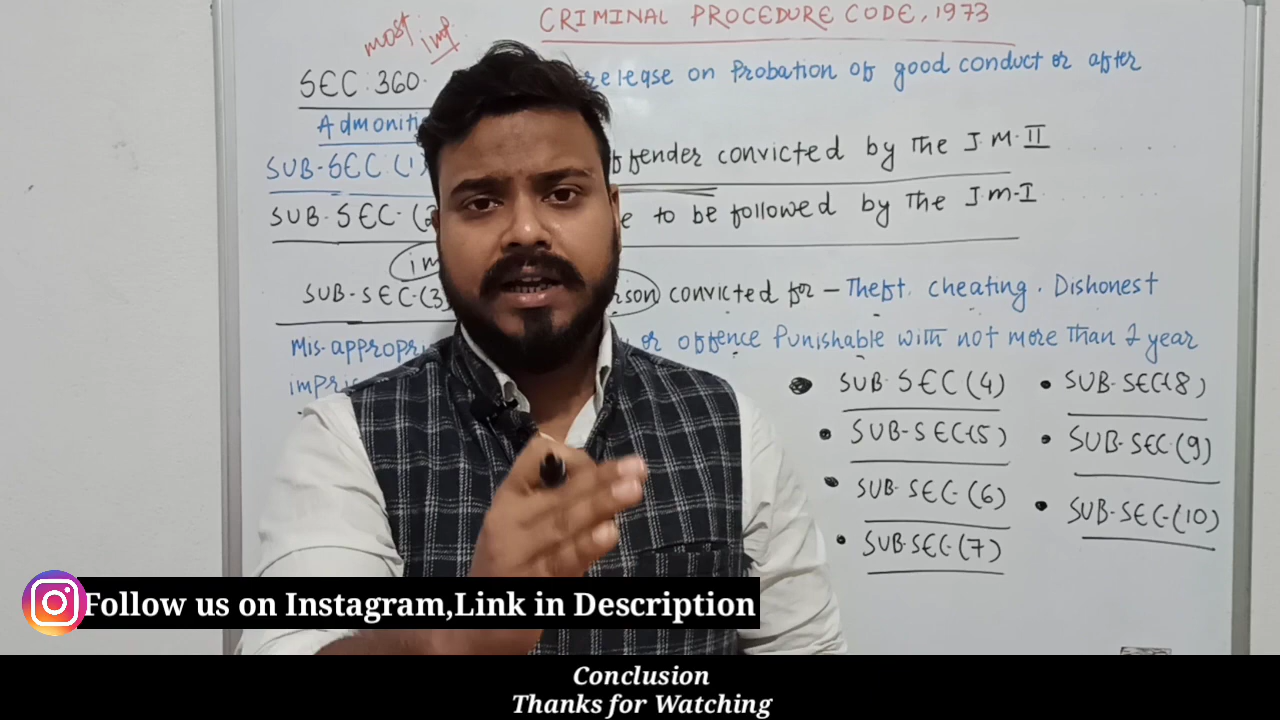 CRIMINAL PROCEDURE CODE, 1973
most imp.
SEC: 360. release on Probation of good conduct or after
Admoniti
SUB-SEC.(1) offender convicted by the J.M.II
SUB-SEC.(2 to be followed by the J.M-I
im
SUB-SEC.(3) rson convicted for - Theft. cheating. Dishonest
Mis-appropri or offence Punishable with not more than 2 year
impris
SUB-SEC(4)
SUB-SEC(5)
SUB-SEC.(6)
SUB-SEC.(7)
SUB-SEC(8)
SUB-SEC.(9)
SUB-SEC.(10)
Follow us on Instagram,Link in Description
Conclusion
Thanks for Watching